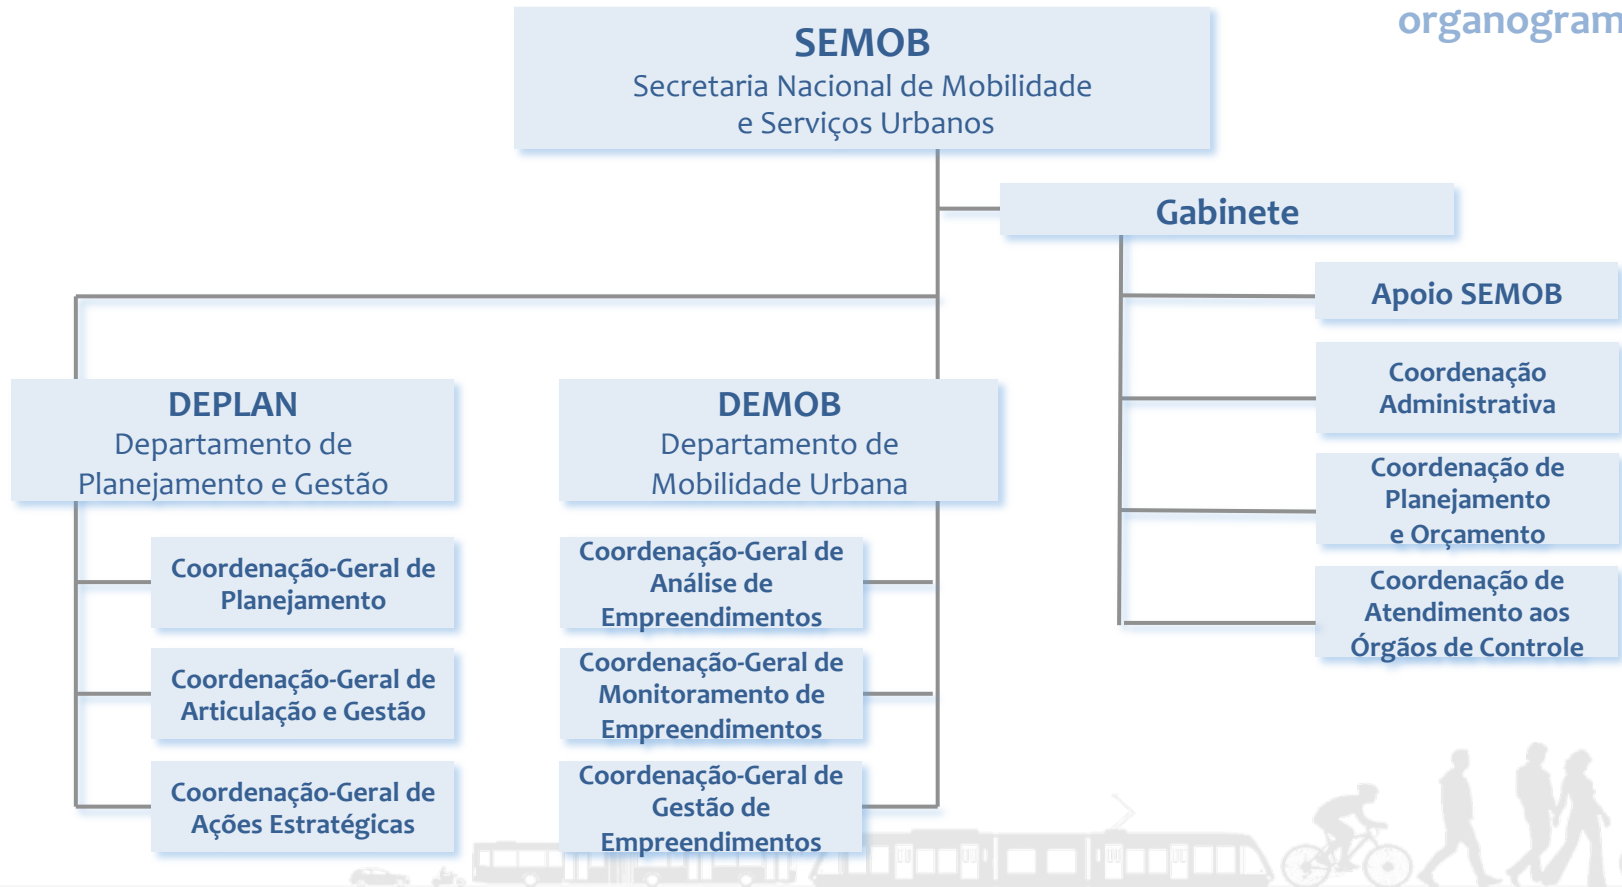 organogram
SEMOB
Secretaria Nacional de Mobilidade
e Serviços Urbanos
Gabinete
Apoio SEMOB
Coordenação
Administrativa
Coordenação de
Planejamento
e Orçamento
Coordenação de
Atendimento aos
Órgãos de Controle
DEPLAN
Departamento de
Planejamento e Gestão
Coordenação-Geral de
Planejamento
Coordenação-Geral de
Articulação e Gestão
Coordenação-Geral de
Ações Estratégicas
DEMOB
Departamento de
Mobilidade Urbana
Coordenação-Geral de
Análise de
Empreendimentos
Coordenação-Geral de
Monitoramento de
Empreendimentos
Coordenação-Geral de
Gestão de
Empreendimentos